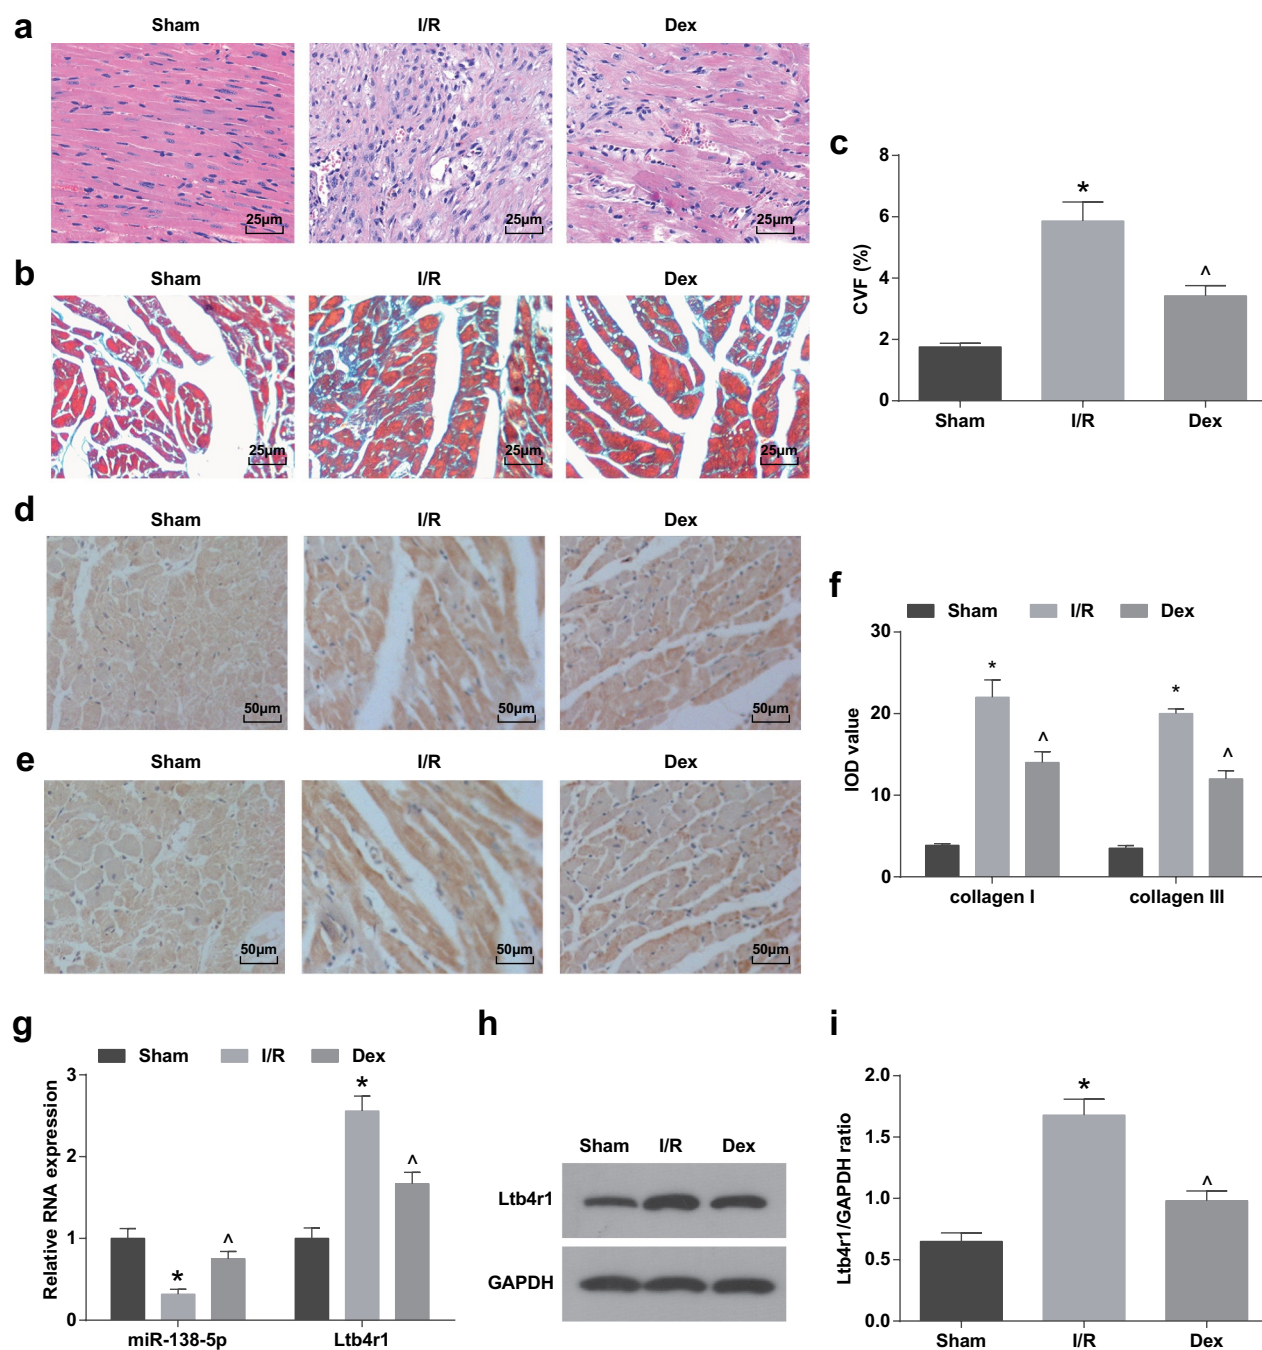 a
Sham I/R Dex
25μm 25μm 25μm
b
Sham I/R Dex
25μm 25μm 25μm
c
8
6
4
2
0
CVF (%)
*
^
Sham I/R Dex
d
Sham I/R Dex
50μm 50μm 50μm
e
Sham I/R Dex
50μm 50μm 50μm
f
Sham I/R Dex
30
20
10
0
IOD value
* ^ * ^
collagen I collagen III
g
Sham I/R Dex
3
2
1
0
Relative RNA expression
* ^ * ^
miR-138-5p Ltb4r1
h
Sham I/R Dex
Ltb4r1
GAPDH
i
2.0
1.5
1.0
0.5
0.0
Ltb4r1/GAPDH ratio
*
^
Sham I/R Dex